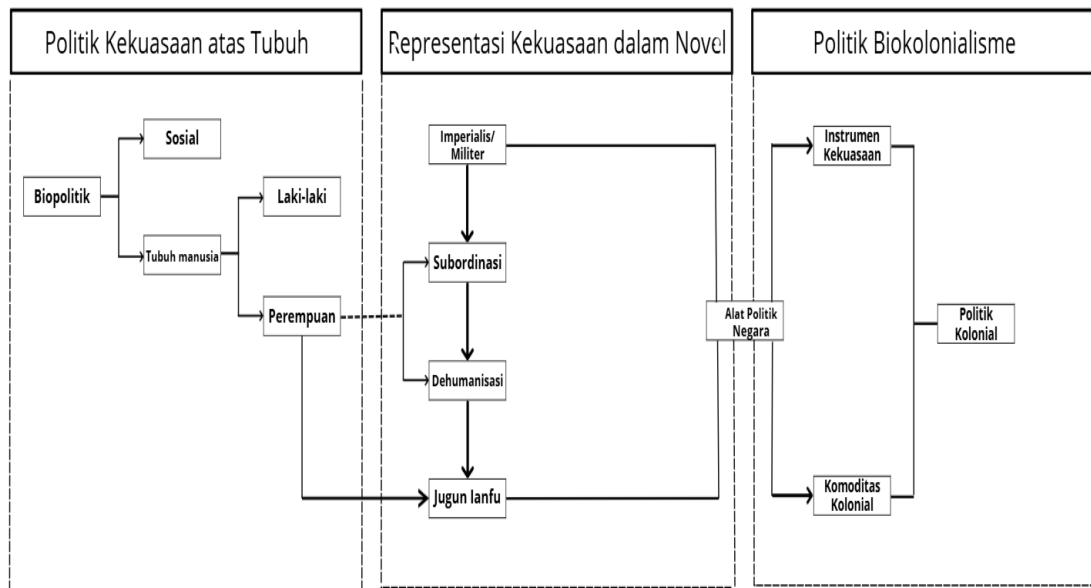 Politik Kekuasaan atas Tubuh
Representasi Kekuasaan dalam Novel
Politik Biokolonialisme
Sosial
Biopolitik
Laki-laki
Tubuh manusia
Perempuan
Imperialis/
Militer
Subordinasi
Dehumanisasi
Jugun Ianfu
Alat Politik
Negara
Instrumen
Kekuasaan
Politik
Kolonial
Komoditas
Kolonial